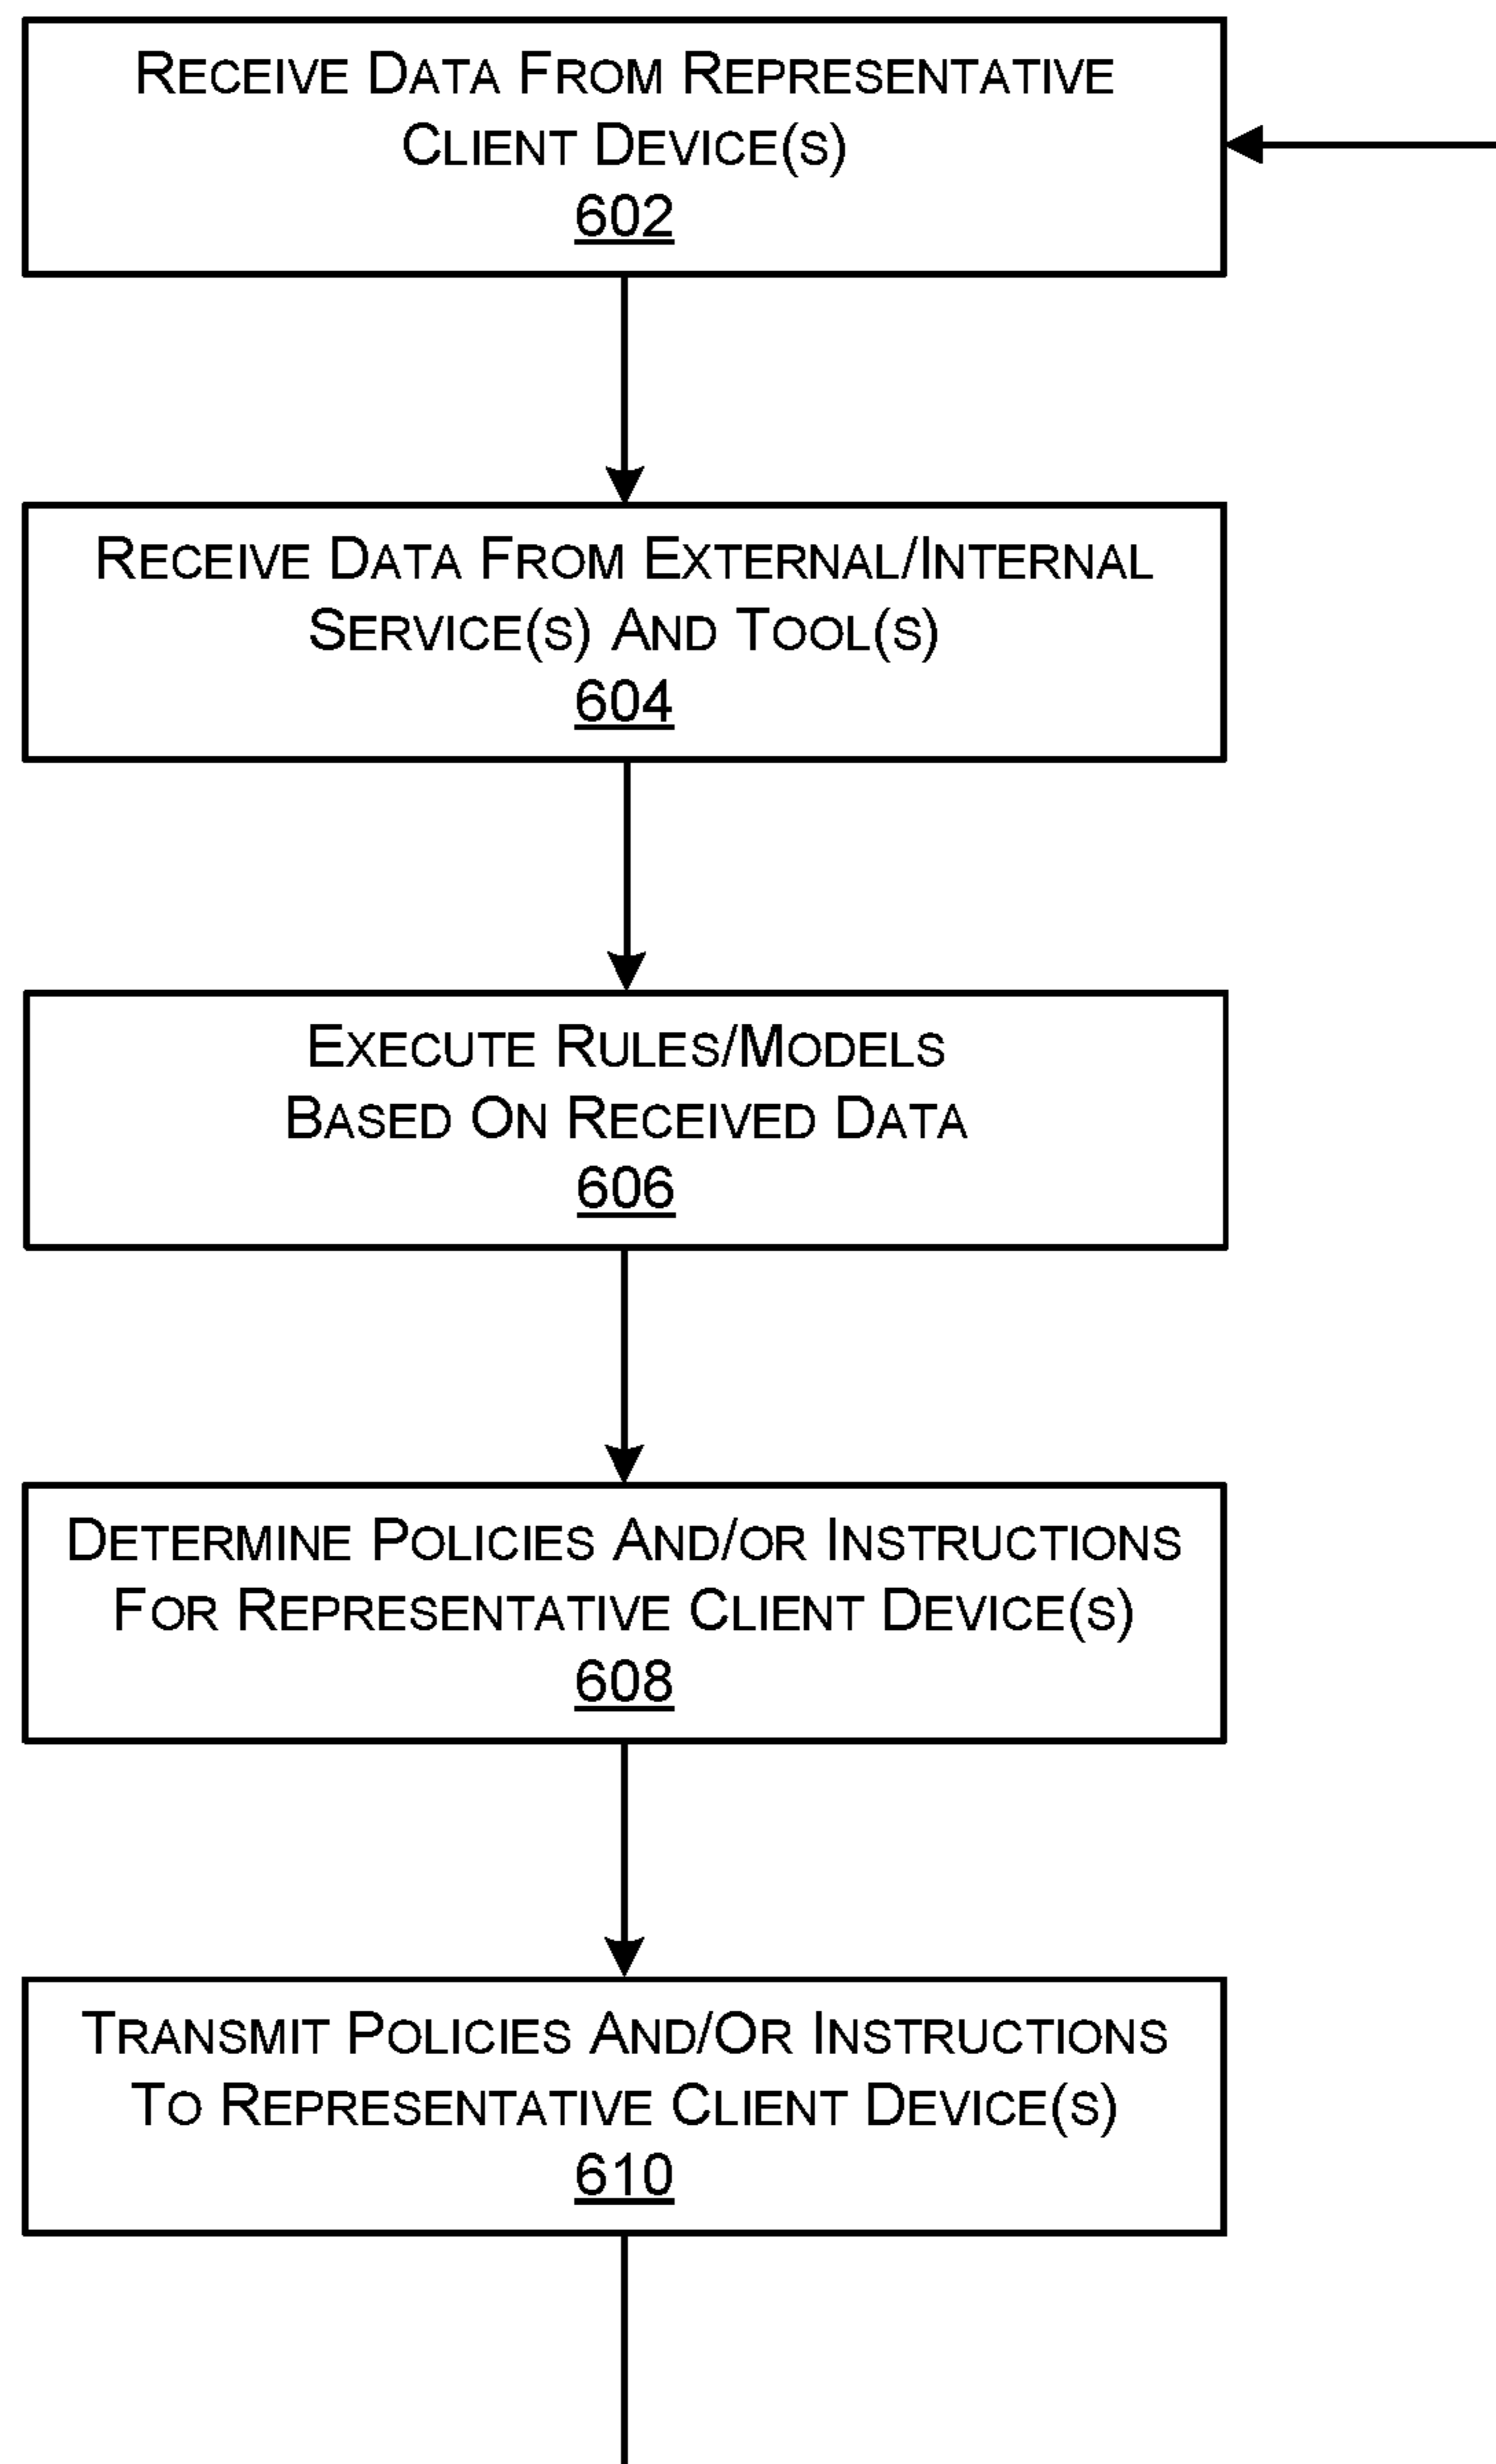 RECEIVE DATA FROM REPRESENTATIVE
CLIENT DEVICE(S)
602
RECEIVE DATA FROM EXTERNAL/INTERNAL
SERVICE(S) AND TOOL(S)
604
EXECUTE RULES/MODELS
BASED ON RECEIVED DATA
606
DETERMINE POLICIES AND/OR INSTRUCTIONS
FOR REPRESENTATIVE CLIENT DEVICE(S)
608
TRANSMIT POLICIES AND/OR INSTRUCTIONS
TO REPRESENTATIVE CLIENT DEVICE(S)
610